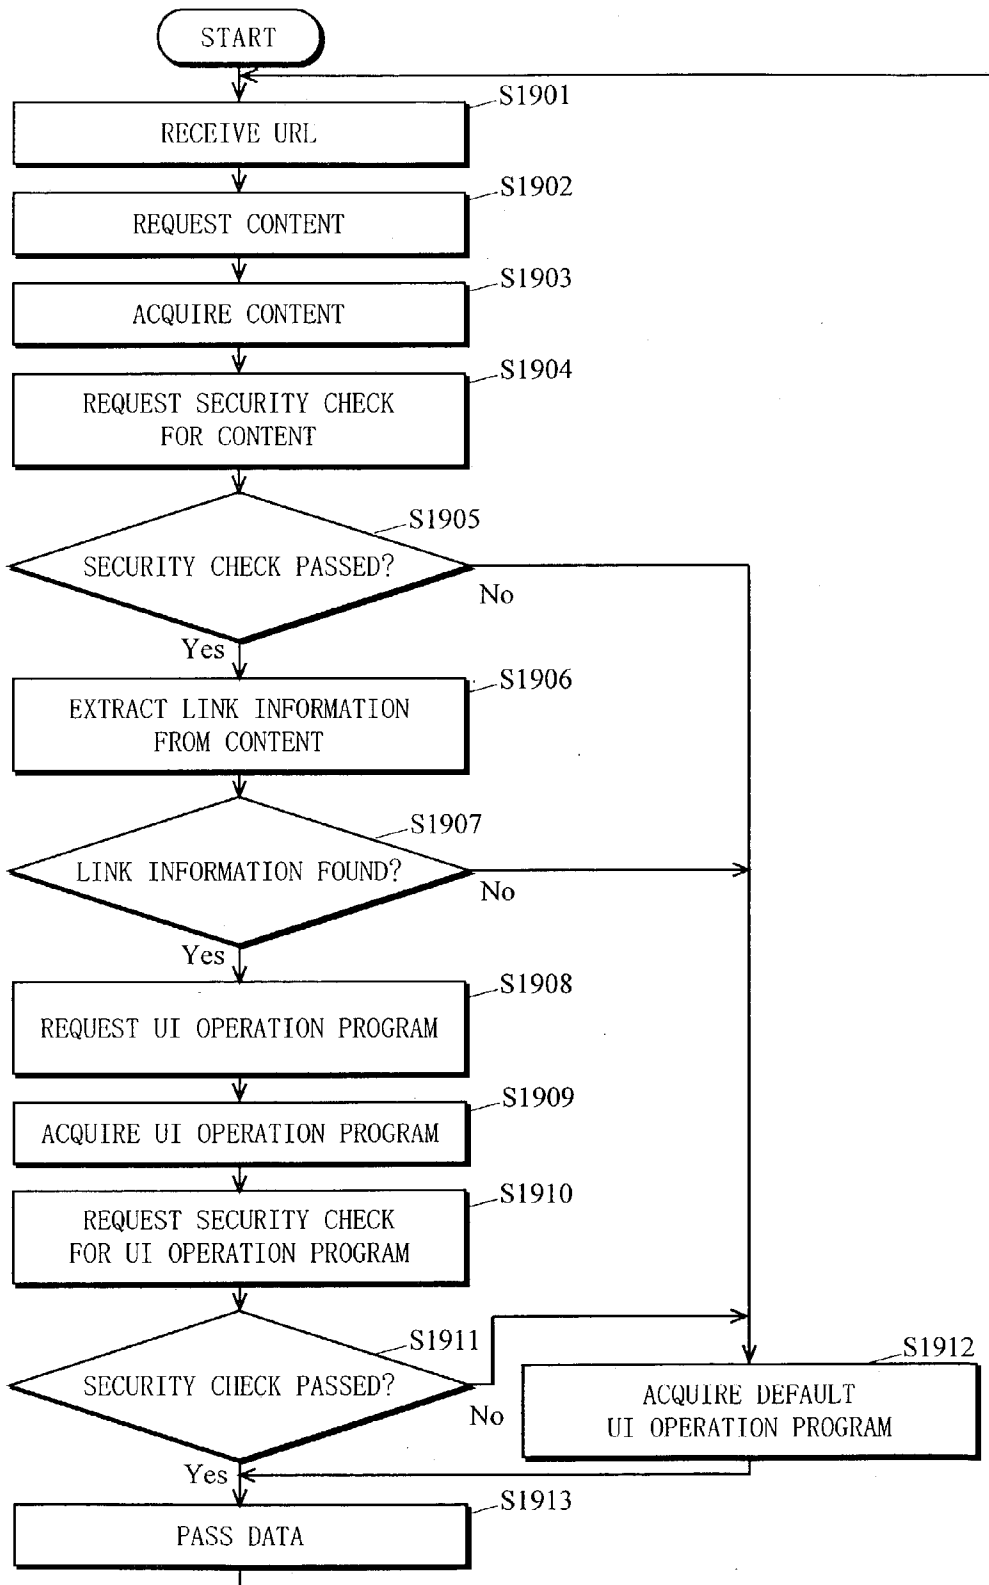 START
S1901
RECEIVE URL
S1902
REQUEST CONTENT
S1903
ACQUIRE CONTENT
S1904
REQUEST SECURITY CHECK
FOR CONTENT
S1905
SECURITY CHECK PASSED?
No
Yes
S1906
EXTRACT LINK INFORMATION
FROM CONTENT
S1907
LINK INFORMATION FOUND?
No
Yes
S1908
REQUEST UI OPERATION PROGRAM
S1909
ACQUIRE UI OPERATION PROGRAM
S1910
REQUEST SECURITY CHECK
FOR UI OPERATION PROGRAM
S1911
SECURITY CHECK PASSED?
No
Yes
S1912
ACQUIRE DEFAULT
UI OPERATION PROGRAM
S1913
PASS DATA